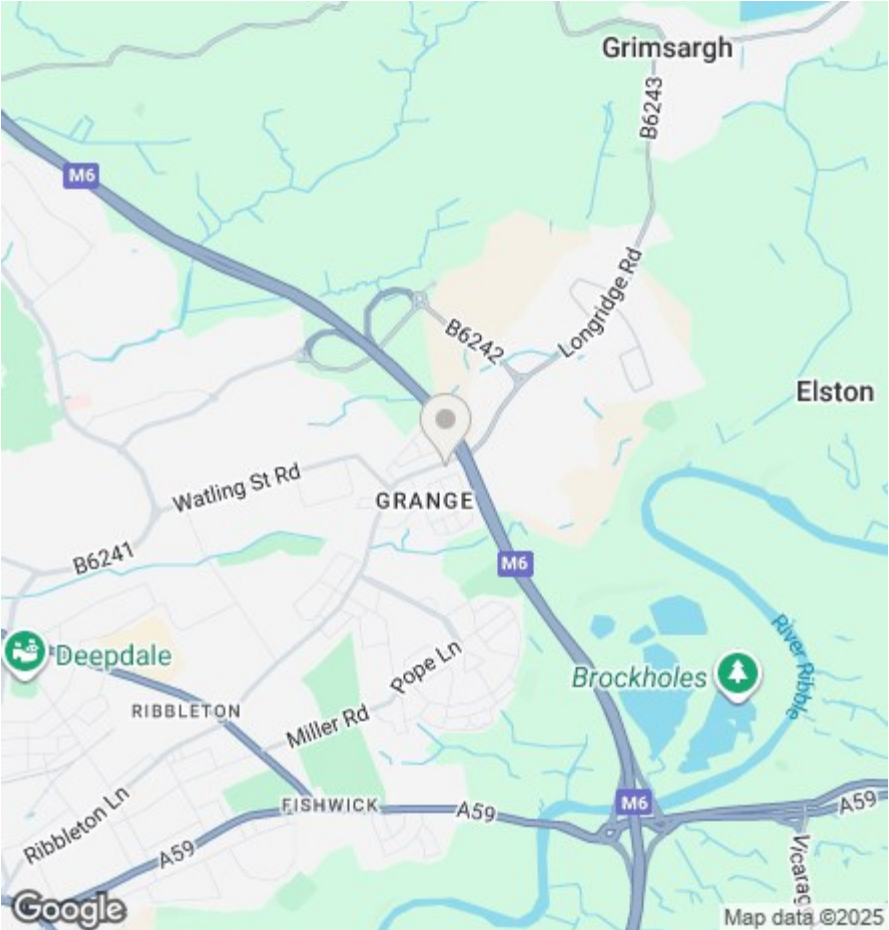 Grimsargh
B6243
M6
Longridge Rd
B6242
Elston
Watling St Rd
GRANGE
B6241
M6
River Ribble
Deepdale
Pope Ln
Brockholes
RIBBLETON
Miller Rd
Ribbleton Ln
FISHWICK
A59
M6
A59
A59
Vicarag
Google
Map data ©2025